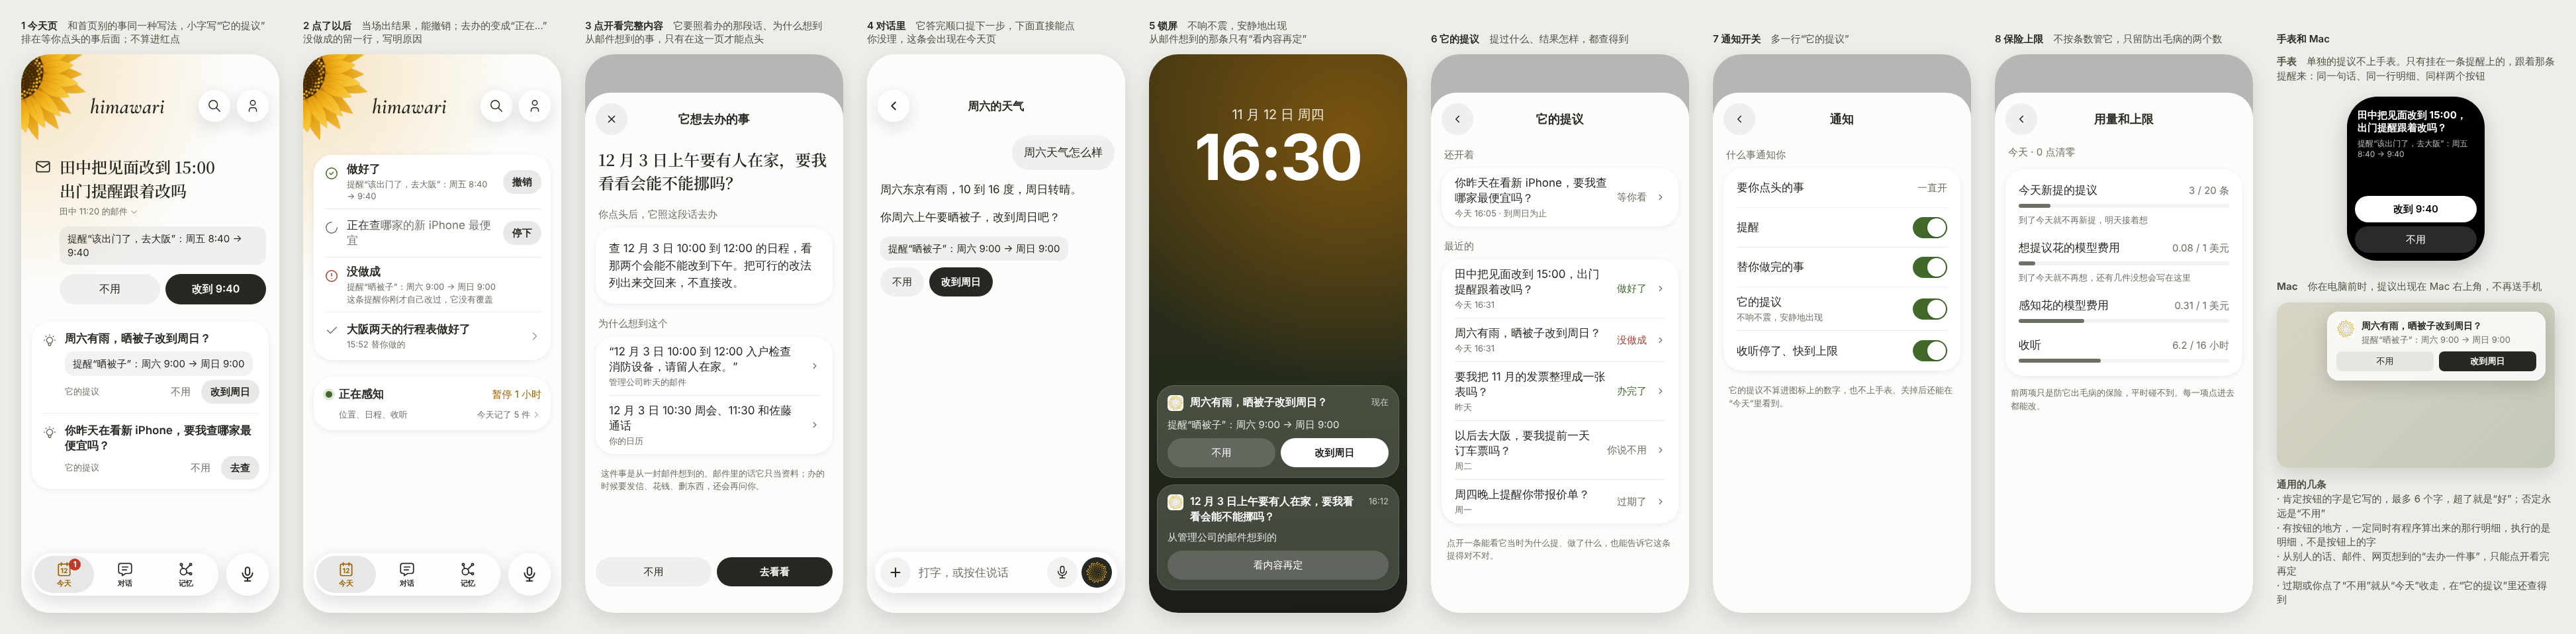 1 今天页 和首页别的事同一种写法，小字写“它的提议”
排在等你点头的事后面；不算进红点
himawari
田中把见面改到 15:00
出门提醒跟着改吗
田中 11:20 的邮件
提醒“该出门了，去大阪”：周五 8:40 →
9:40
不用
改到 9:40
周六有雨，晒被子改到周日？
提醒“晒被子”：周六 9:00 → 周日 9:00
它的提议
不用
改到周日
你昨天在看新 iPhone，要我查哪家最
便宜吗？
它的提议
不用
去查
12
1
今天
对话
记忆
2 点了以后 当场出结果，能撤销；去办的变成“正在…”
没做成的留一行，写明原因
himawari
做好了
提醒“该出门了，去大阪”：周五 8:40
→ 9:40
撤销
正在查哪家的新 iPhone 最便
宜
停下
没做成
提醒“晒被子”：周六 9:00 → 周日 9:00
这条提醒你刚才自己改过，它没有覆盖
大阪两天的行程表做好了
15:52 替你做的
正在感知
暂停 1 小时
位置、日程、收听
今天记了 5 件
12
今天
对话
记忆
3 点开看完整内容 它要照着办的那段话、为什么想到
从邮件想到的事，只有在这一页才能点头
它想去办的事
12 月 3 日上午要有人在家，要我
看看会能不能挪吗？
你点头后，它照这段话去办
查 12 月 3 日 10:00 到 12:00 的日程，看
那两个会能不能改到下午。把可行的改法
列出来交回来，不直接改。
为什么想到这个
“12 月 3 日 10:00 到 12:00 入户检查
消防设备，请留人在家。”
管理公司昨天的邮件
12 月 3 日 10:30 周会、11:30 和佐藤
通话
你的日历
这件事是从一封邮件想到的。邮件里的话它只当资料；办的
时候要发信、花钱、删东西，还会再问你。
不用
去看看
4 对话里 它答完顺口提下一步，下面直接能点
你没理，这条会出现在今天页
周六的天气
周六天气怎么样
周六东京有雨，10 到 16 度，周日转晴。
你周六上午要晒被子，改到周日吧？
提醒“晒被子”：周六 9:00 → 周日 9:00
不用
改到周日
打字，或按住说话
5 锁屏 不响不震，安静地出现
从邮件想到的那条只有“看内容再定”
11 月 12 日 周四
16:30
周六有雨，晒被子改到周日？
现在
提醒“晒被子”：周六 9:00 → 周日 9:00
不用
改到周日
12 月 3 日上午要有人在家，要我看
看会能不能挪吗？
16:12
从管理公司的邮件想到的
看内容再定
6 它的提议 提过什么、结果怎样，都查得到
它的提议
还开着
你昨天在看新 iPhone，要我查
哪家最便宜吗？
今天 16:05 · 到周日为止
等你看
最近的
田中把见面改到 15:00，出门
提醒跟着改吗？
今天 16:31
做好了
周六有雨，晒被子改到周日？
今天 16:31
没做成
要我把 11 月的发票整理成一张
表吗？
昨天
办完了
以后去大阪，要我提前一天
订车票吗？
周二
你说不用
周四晚上提醒你带报价单？
周一
过期了
点开一条能看它当时为什么提、做了什么，也能告诉它这条
提得对不对。
7 通知开关 多一行“它的提议”
通知
什么事通知你
要你点头的事
一直开
提醒
替你做完的事
它的提议
不响不震，安静地出现
收听停了、快到上限
它的提议不算进图标上的数字，也不上手表。关掉后还能在
“今天”里看到。
8 保险上限 不按条数管它，只留防出毛病的两个数
用量和上限
今天 · 0 点清零
今天新提的提议
3 / 20 条
到了今天就不再新提，明天接着想
想提议花的模型费用
0.08 / 1 美元
到了今天就不再想，还有几件没想会写在这里
感知花的模型费用
0.31 / 1 美元
收听
6.2 / 16 小时
前两项只是防它出毛病的保险，平时碰不到。每一项点进去
都能改。
手表和 Mac
手表 单独的提议不上手表。只有挂在一条提醒上的，跟着那条
提醒来：同一句话、同一行明细、同样两个按钮
田中把见面改到 15:00，
出门提醒跟着改吗？
提醒“该出门了，去大阪”：周五
8:40 → 9:40
改到 9:40
不用
Mac 你在电脑前时，提议出现在 Mac 右上角，不再送手机
周六有雨，晒被子改到周日？
提醒“晒被子”：周六 9:00 → 周日 9:00
不用
改到周日
通用的几条
· 肯定按钮的字是它写的，最多 6 个字，超了就是“好”；否定永
远是“不用”
· 有按钮的地方，一定同时有程序算出来的那行明细，执行的是
明细，不是按钮上的字
· 从别人的话、邮件、网页想到的“去办一件事”，只能点开看完
再定
· 过期或你点了“不用”就从“今天”收走，在“它的提议”里还查得
到